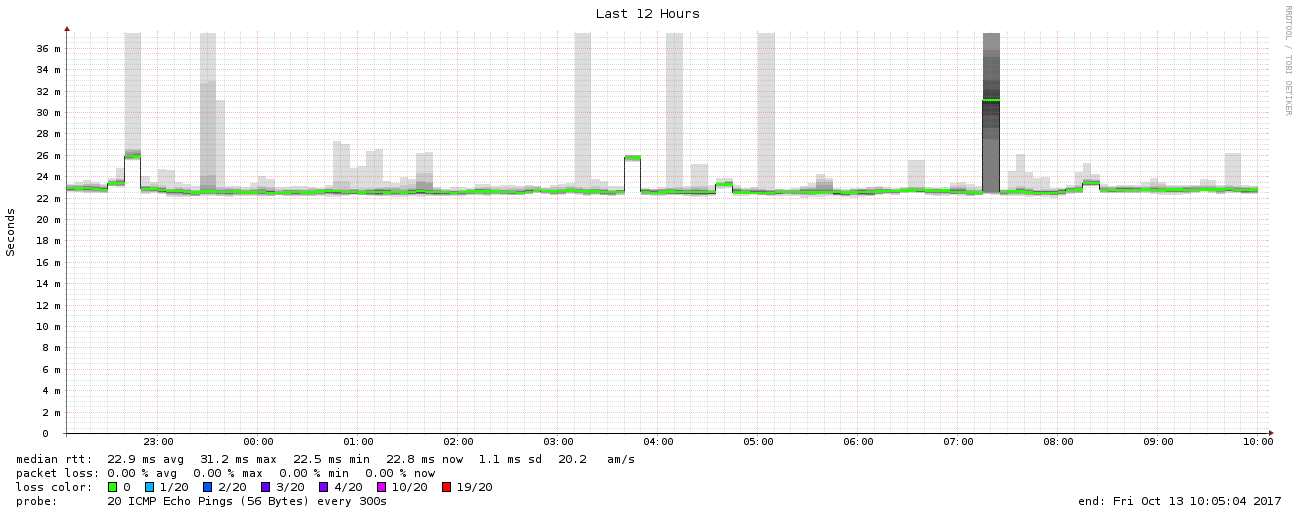 Last 12 Hours
RRDTOOL / TOBI OETIKER
Seconds
36 m
34 m
32 m
30 m
28 m
26 m
24 m
22 m
20 m
18 m
16 m
14 m
12 m
10 m
8 m
6 m
4 m
2 m
0
23:00 00:00 01:00 02:00 03:00 04:00 05:00 06:00 07:00 08:00 09:00 10:00
median rtt: 22.9 ms avg 31.2 ms max 22.5 ms min 22.8 ms now 1.1 ms sd 20.2 am/s
packet loss: 0.00 % avg 0.00 % max 0.00 % min 0.00 % now
loss color: 0 1/20 2/20 3/20 4/20 10/20 19/20
probe: 20 ICMP Echo Pings (56 Bytes) every 300s end: Fri Oct 13 10:05:04 2017